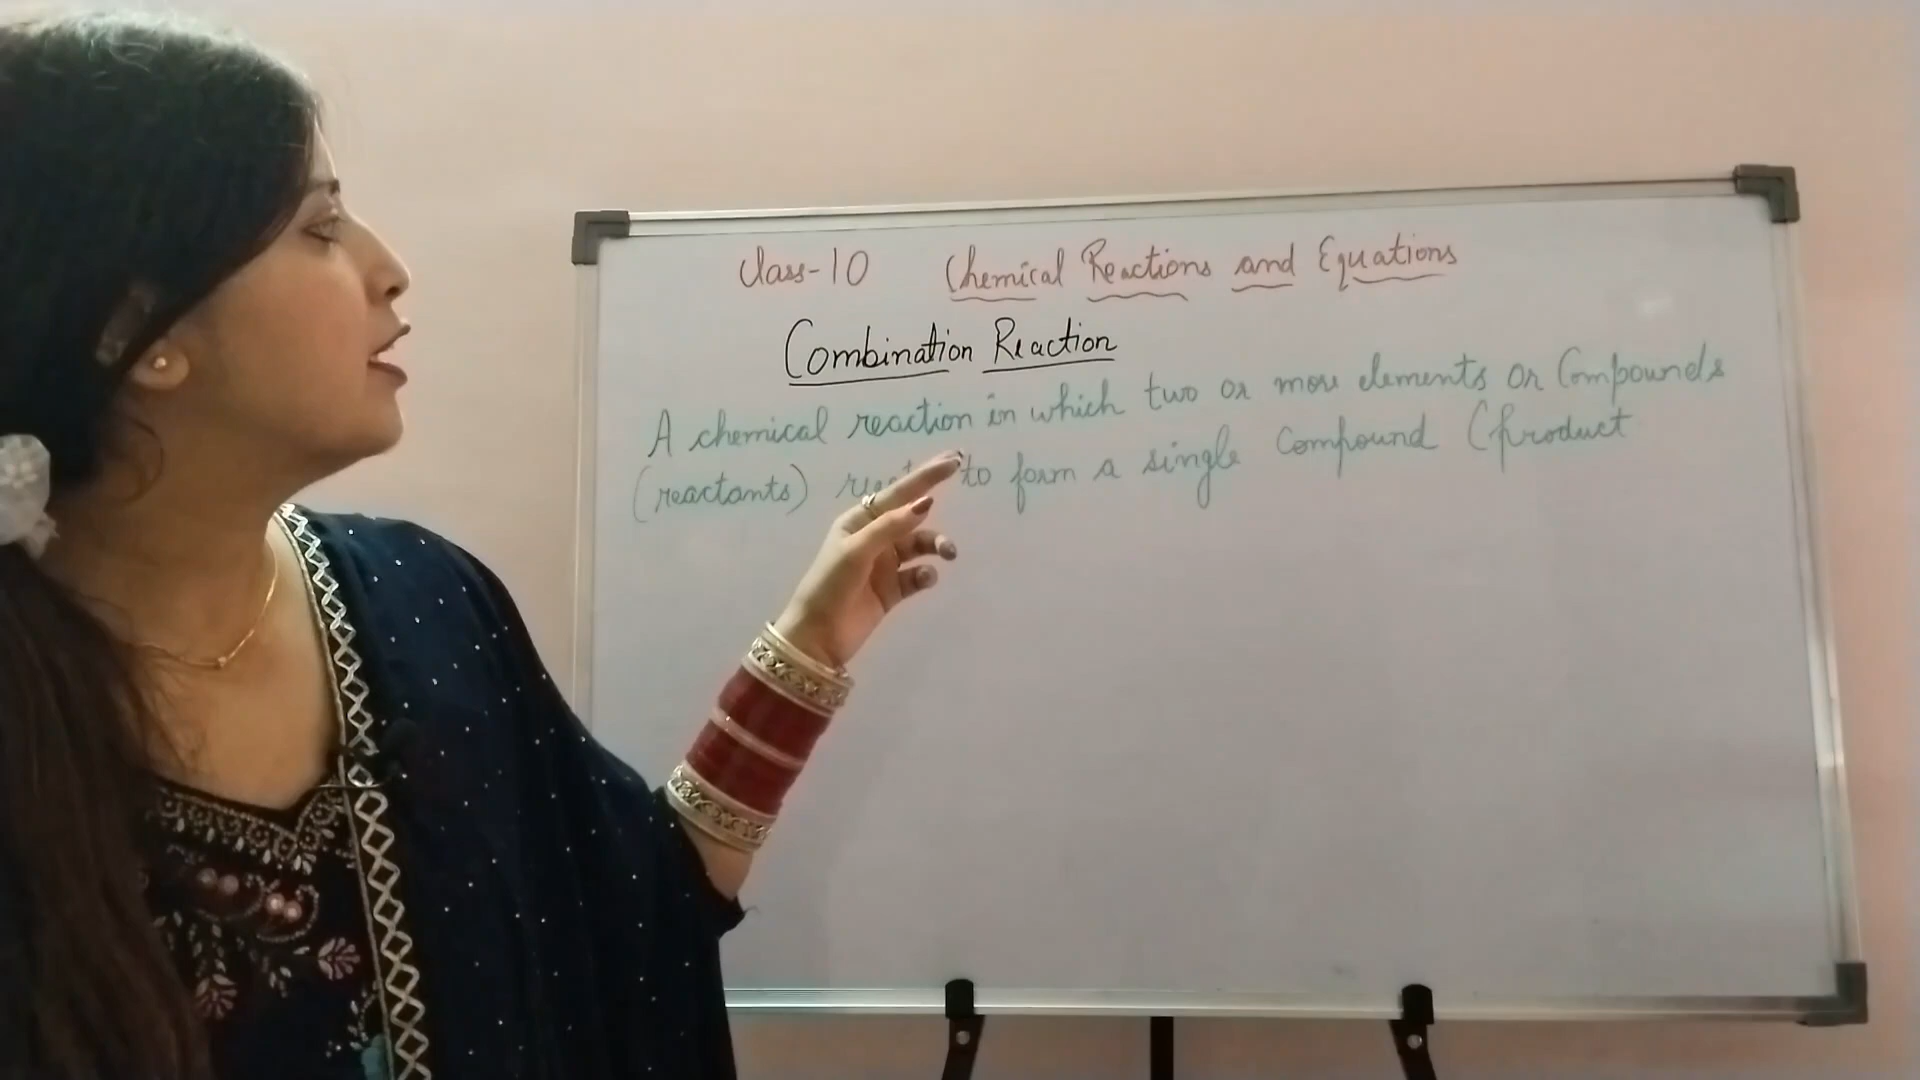 Class-10 Chemical Reactions and Equations
Combination Reaction
A chemical reaction in which two or more elements or Compounds
(reactants) to form a single Compound (product